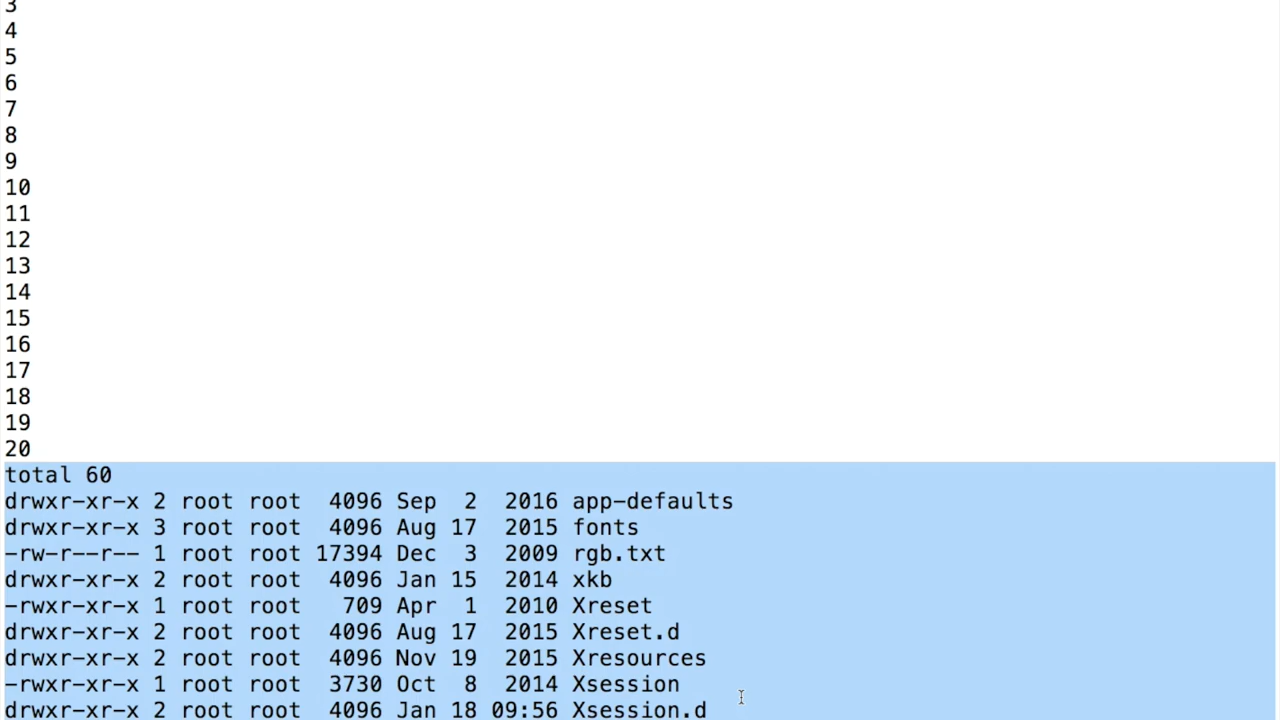 3
4
5
6
7
8
9
10
11
12
13
14
15
16
17
18
19
20
total 60
drwxr-xr-x 2 root root  4096 Sep  2  2016 app-defaults
drwxr-xr-x 3 root root  4096 Aug 17  2015 fonts
-rw-r--r-- 1 root root 17394 Dec  3  2009 rgb.txt
drwxr-xr-x 2 root root  4096 Jan 15  2014 xkb
-rwxr-xr-x 1 root root   709 Apr  1  2010 Xreset
drwxr-xr-x 2 root root  4096 Aug 17  2015 Xreset.d
drwxr-xr-x 2 root root  4096 Nov 19  2015 Xresources
-rwxr-xr-x 1 root root  3730 Oct  8  2014 Xsession
drwxr-xr-x 2 root root  4096 Jan 18 09:56 Xsession.d